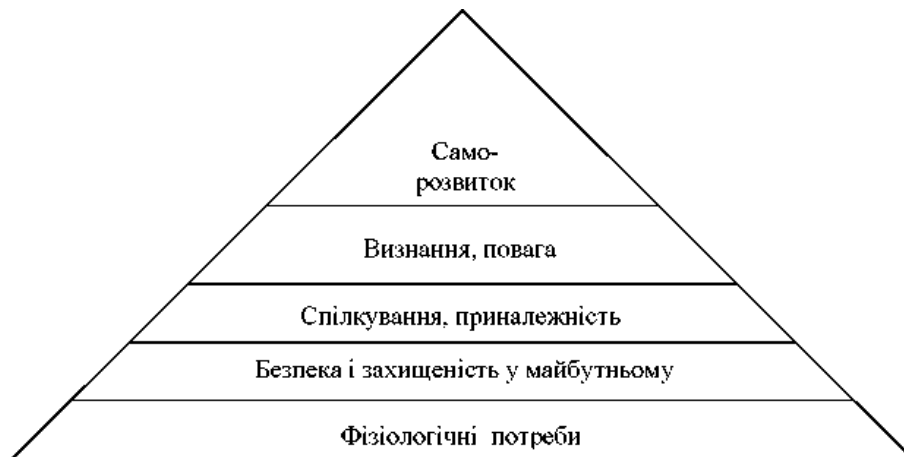 Само-
розвиток
Визнання, повага
Спілкування, приналежність
Безпека і захищеність у майбутньому
Фізіологічні потреби